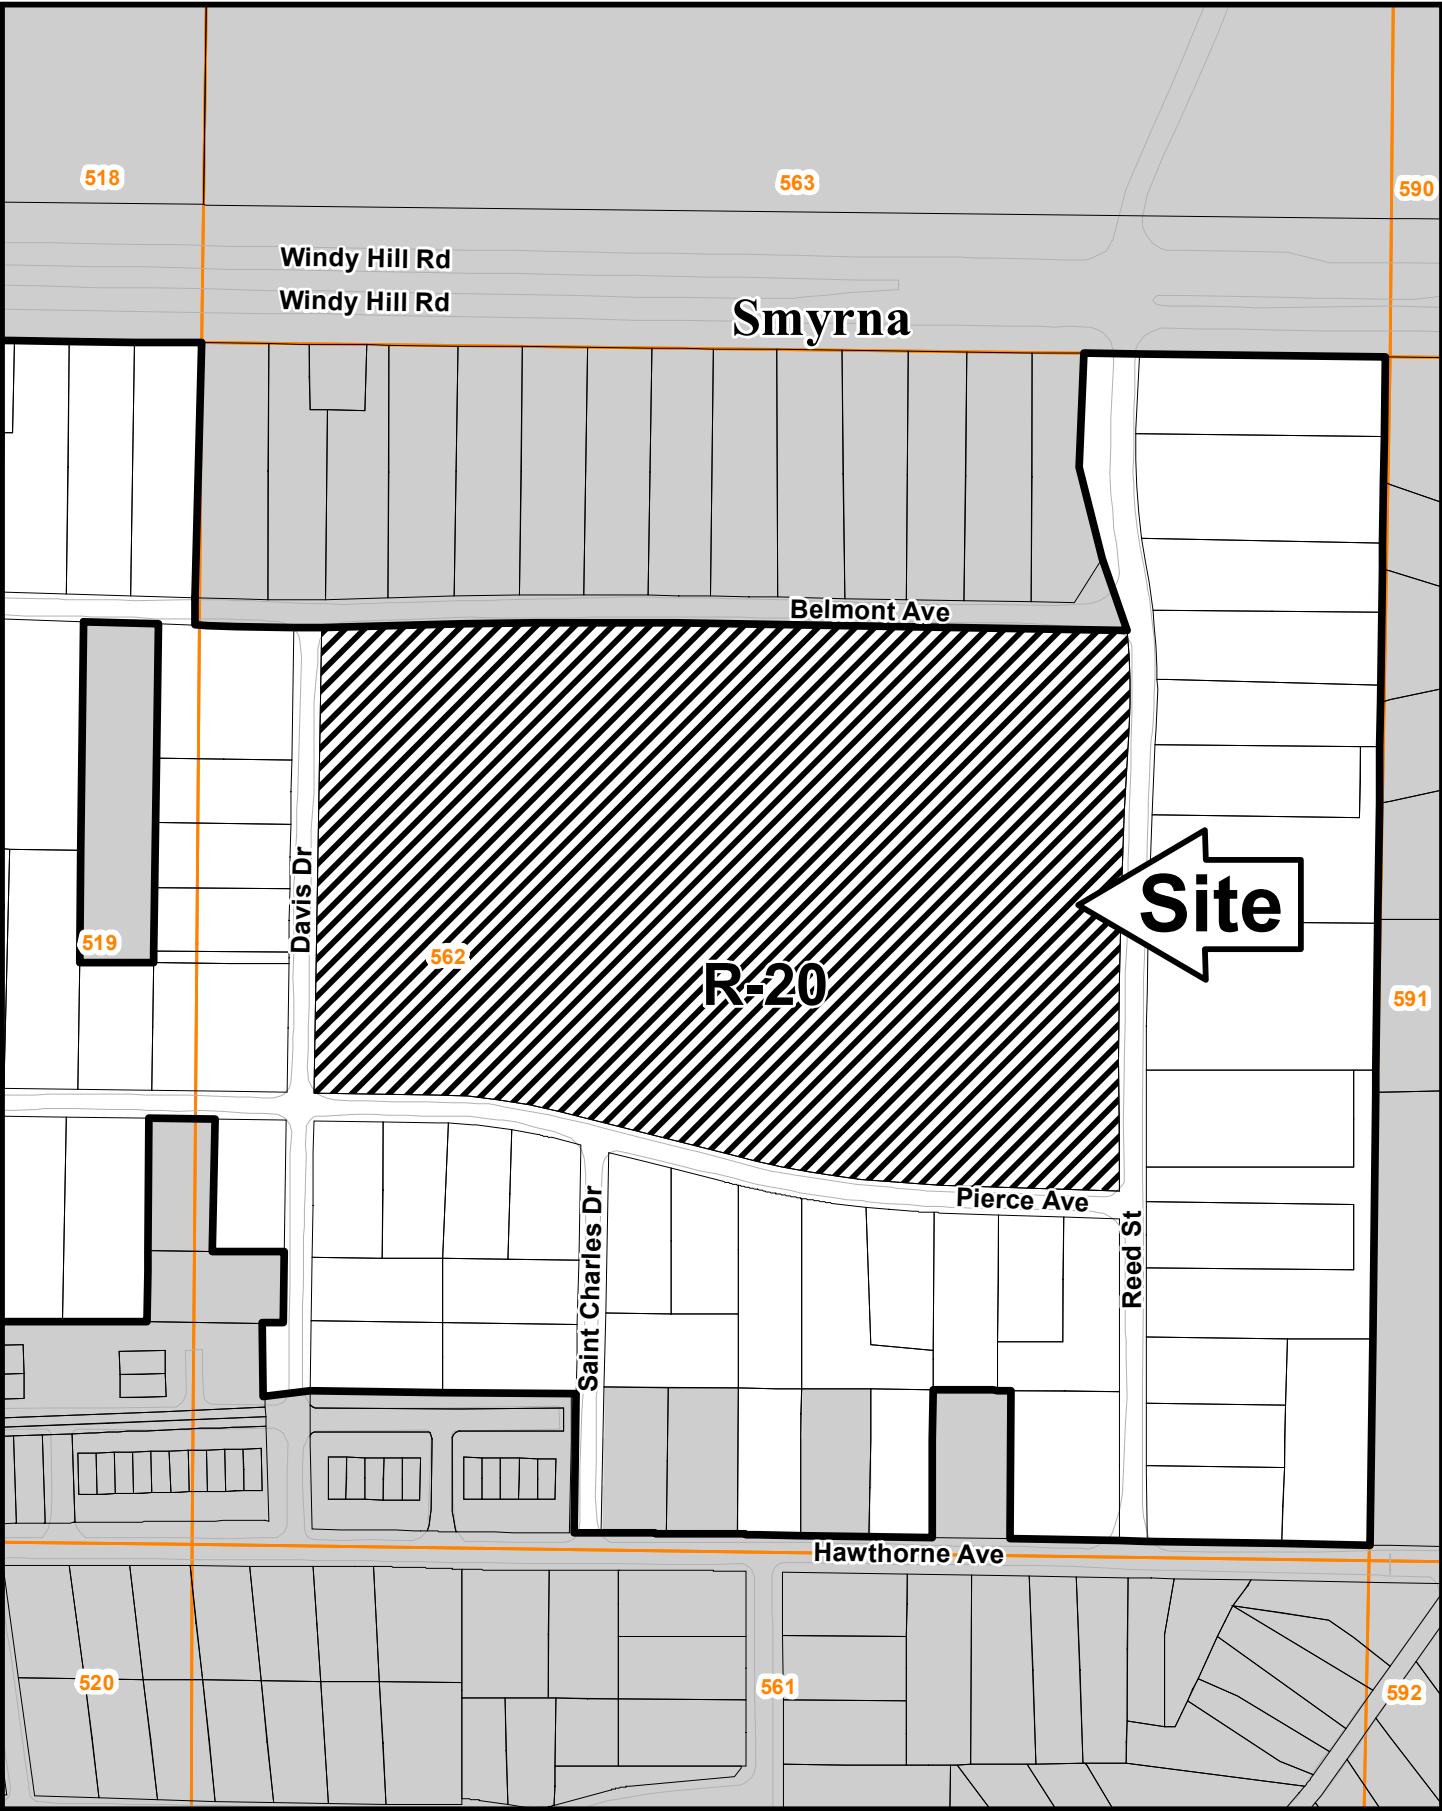 518
563
590
Windy Hill Rd
Windy Hill Rd
Smyrna
Belmont Ave
Davis Dr
Site
519
562
R-20
591
Pierce Ave
Saint Charles Dr
Reed St
Hawthorne Ave
520
561
592